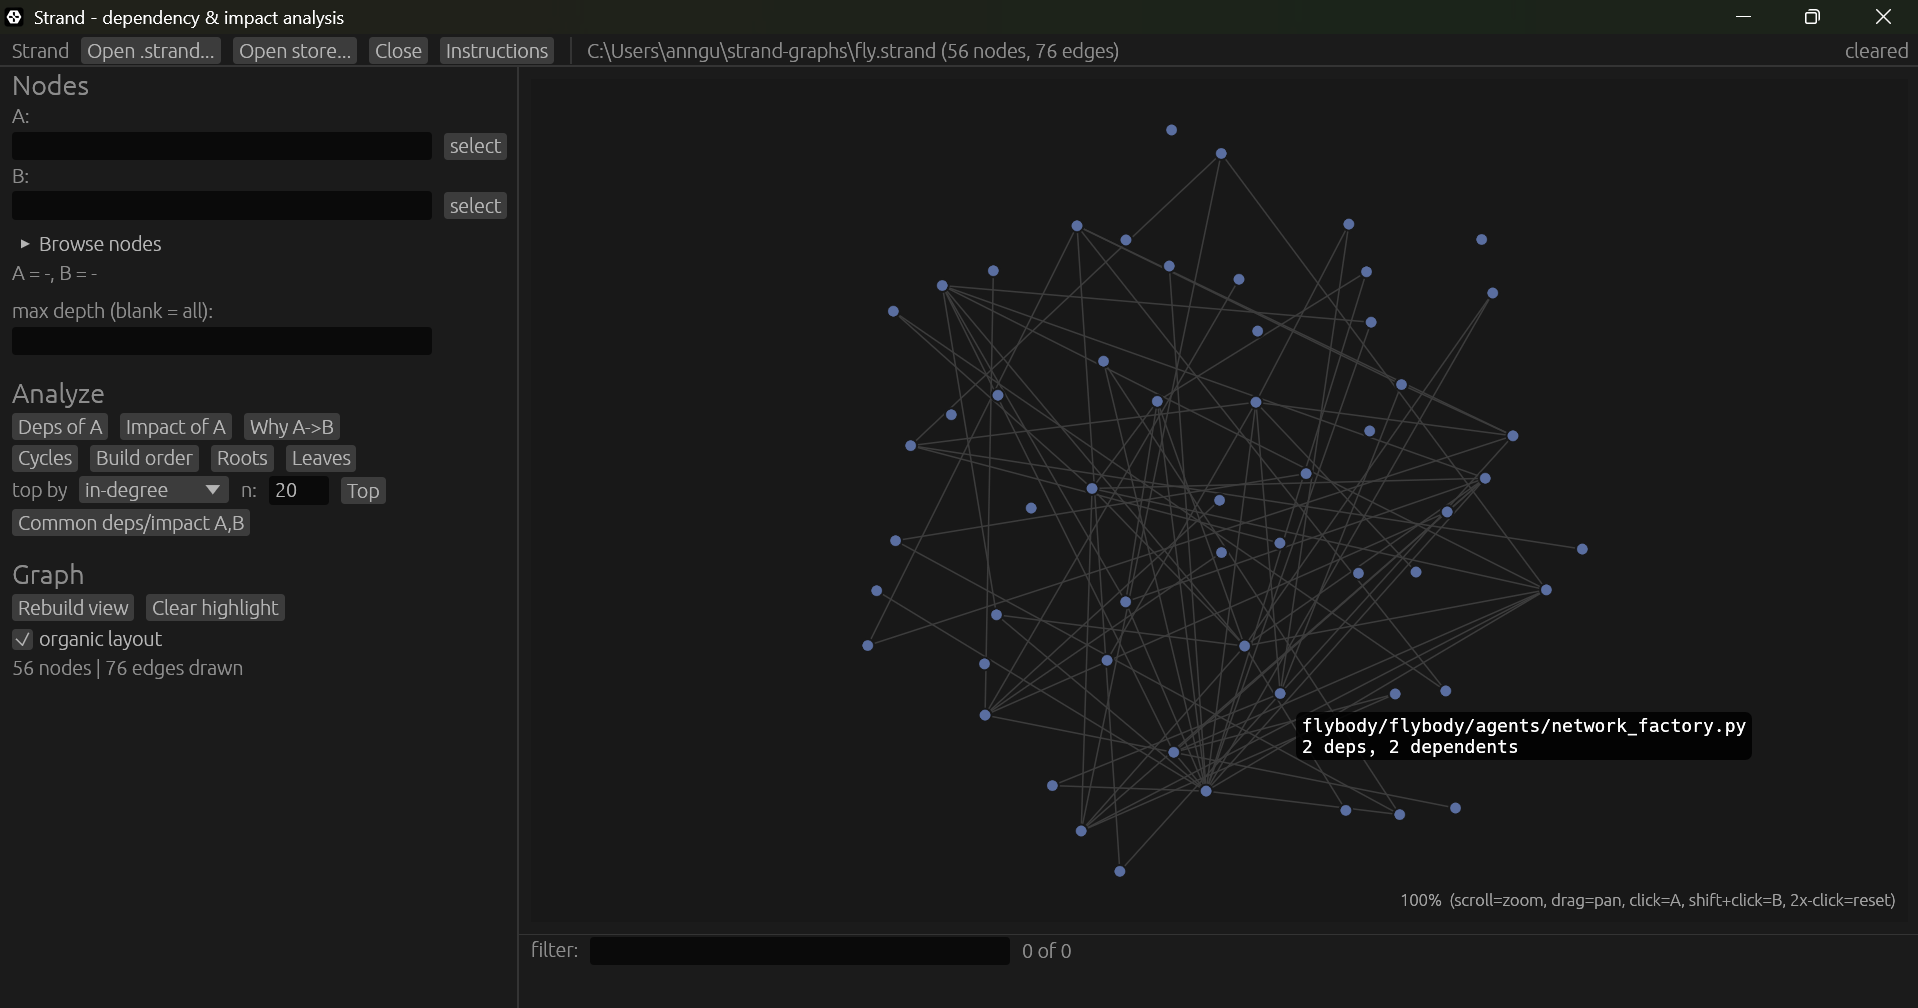 Strand - dependency & impact analysis
Strand Open .strand... Open store... Close Instructions C:\Users\anngu\strand-graphs\fly.strand (56 nodes, 76 edges) cleared
Nodes
A:
select
B:
select
▸ Browse nodes
A = -, B = -
max depth (blank = all):
Analyze
Deps of A Impact of A Why A->B
Cycles Build order Roots Leaves
top by in-degree n: 20 Top
Common deps/impact A,B
Graph
Rebuild view Clear highlight
organic layout
56 nodes | 76 edges drawn
flybody/flybody/agents/network_factory.py
2 deps, 2 dependents
100% (scroll=zoom, drag=pan, click=A, shift+click=B, 2x-click=reset)
filter: 0 of 0